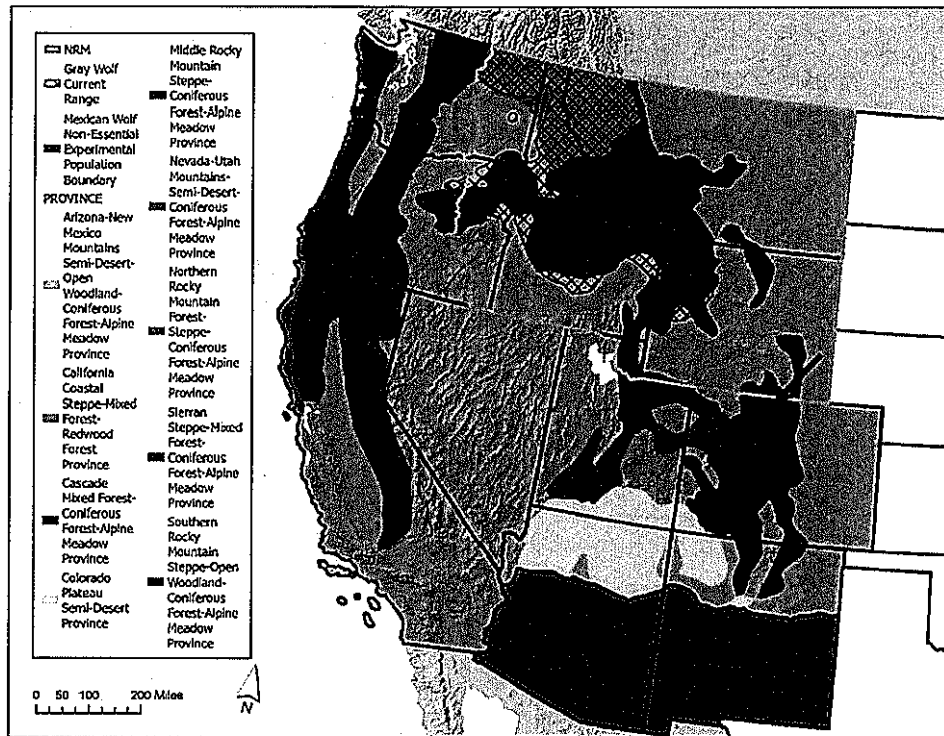 NRM
Gray Wolf
Current
Range
Mexican Wolf
Non-Essential
Experimental
Population
Boundary
PROVINCE
Arizona-New
Mexico
Mountains
Semi-Desert-
Open
Woodland-
Coniferous
Forest-Alpine
Meadow
Province
California
Coastal
Steppe-Mixed
Forest-
Redwood
Forest
Province
Cascade
Mixed Forest-
Coniferous
Forest-Alpine
Meadow
Province
Colorado
Plateau
Semi-Desert
Province
Middle Rocky
Mountain
Steppe-
Coniferous
Forest-Alpine
Meadow
Province
Nevada-Utah
Mountains-
Semi-Desert-
Coniferous
Forest-Alpine
Meadow
Province
Northern
Rocky
Mountain
Forest-
Steppe-
Coniferous
Forest-Alpine
Meadow
Province
Sierran
Steppe-Mixed
Forest-
Coniferous
Forest-Alpine
Meadow
Province
Southern
Rocky
Mountain
Steppe-Open
Woodland-
Coniferous
Forest-Alpine
Meadow
Province
0 50 100 200 Miles
N